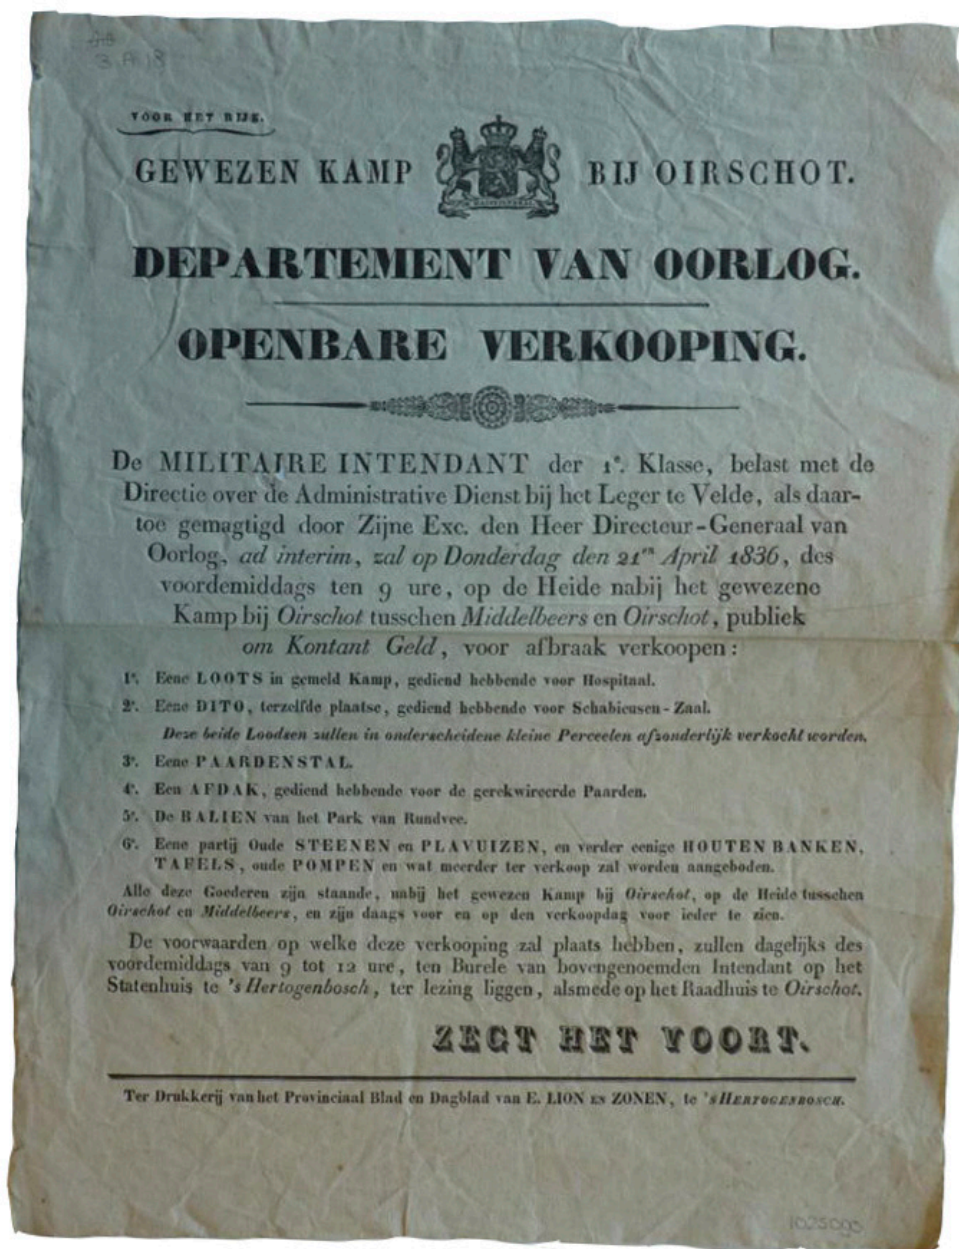 3 A 18
VOOR HET RIJK.
GEWEZEN KAMP BIJ OIRSCHOT.
DEPARTEMENT VAN OORLOG.
OPENBARE VERKOOPING.
De MILITAIRE INTENDANT der 1e. Klasse, belast met de
Directie over de Administrative Dienst bij het Leger te Velde, als daar-
toe gemagtigd door Zijne Exc. den Heer Directeur-Generaal van
Oorlog, ad interim, zal op Donderdag den 21en April 1836, des
voordemiddags ten 9 ure, op de Heide nabij het gewezene
Kamp bij Oirschot tusschen Middelbeers en Oirschot, publiek
om Kontant Geld, voor afbraak verkoopen:
1e. Eene LOOTS in gemeld Kamp, gediend hebbende voor Hospitaal.
2e. Eene DITO, terzelfde plaatse, gediend hebbende voor Schabieusen-Zaal.
Deze beide Loodsen zullen in onderscheidene kleine Perceelen afzonderlijk verkocht worden.
3e. Eene PAARDENSTAL.
4e. Een AFDAK, gediend hebbende voor de gerekwireerde Paarden.
5e. De BALIEN van het Park van Rundvee.
6e. Eene partij Oude STEENEN en PLAVUIZEN, en verder eenige HOUTEN BANKEN,
TAFELS, oude POMPEN en wat meerder ter verkoop zal worden aangeboden.
Alle deze Goederen zijn staande, nabij het gewezen Kamp bij Oirschot, op de Heide tusschen
Oirschot en Middelbeers, en zijn daags voor en op den verkoopdag voor ieder te zien.
De voorwaarden op welke deze verkooping zal plaats hebben, zullen dagelijks des
voordemiddags van 9 tot 12 ure, ten Burele van bovengenoemden Intendant op het
Statenhuis te 's Hertogenbosch, ter lezing liggen, alsmede op het Raadhuis te Oirschot.
ZEGT HET VOORT.
Ter Drukkerij van het Provinciaal Blad en Dagblad van E. LION EN ZONEN, te 's HERTOGENBOSCH.
1025095